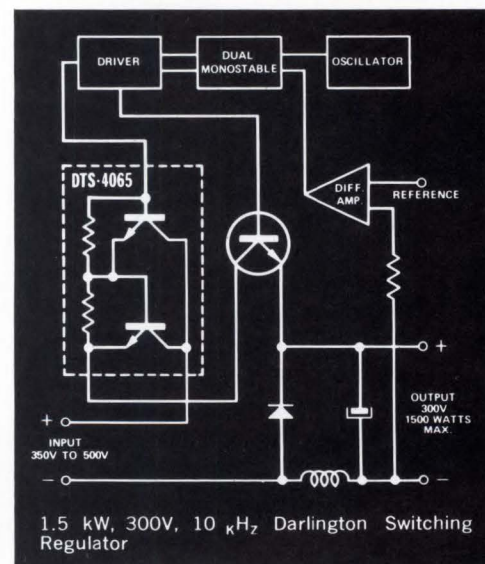 DRIVER
DUAL
MONOSTABLE
OSCILLATOR
DTS-4065
DIFF.
AMP.
REFERENCE
+
+
INPUT
350V TO 500V
OUTPUT
300V
1500 WATTS
MAX.
–
–
1.5 kW, 300V, 10 KHz Darlington Switching
Regulator